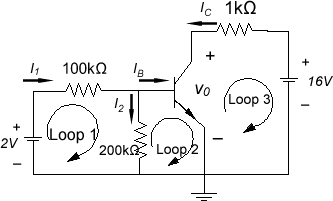 I_C 1kΩ
I_1 100kΩ I_B
+
I_2 v_0 Loop 3 16V
+
2V Loop 1 200kΩ Loop 2
–
–
+
–